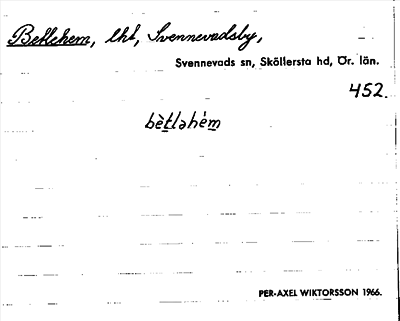 Betlehem, lht, Svennevadsby,
Svennevads sn, Sköllersta hd, Ör. län.
452.
bètləhém
PER-AXEL WIKTORSSON 1966.